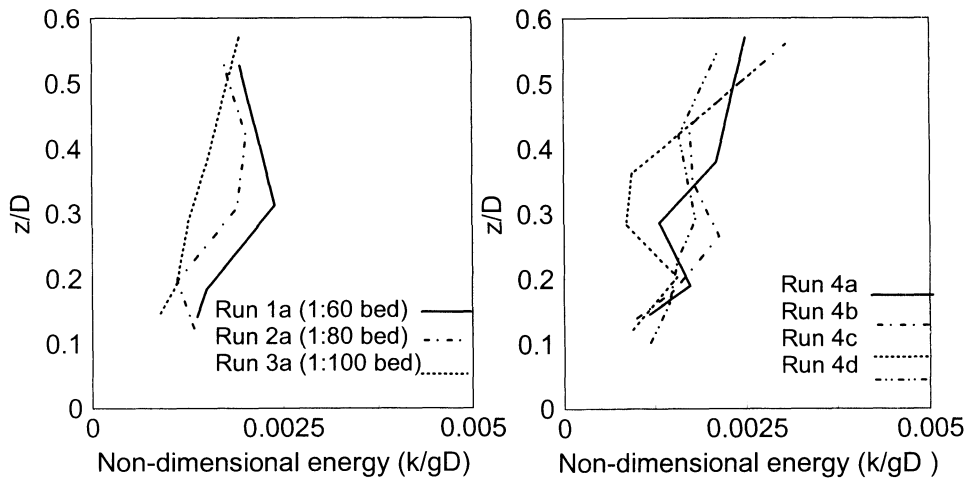 0.6
0.5
0.4
0.3
0.2
0.1
0
z/D
Run 1a (1:60 bed)
Run 2a (1:80 bed)
Run 3a (1:100 bed)
0
0.0025
0.005
Non-dimensional energy (k/gD)
0.6
0.5
0.4
0.3
0.2
0.1
0
z/D
Run 4a
Run 4b
Run 4c
Run 4d
0
0.0025
0.005
Non-dimensional energy (k/gD )